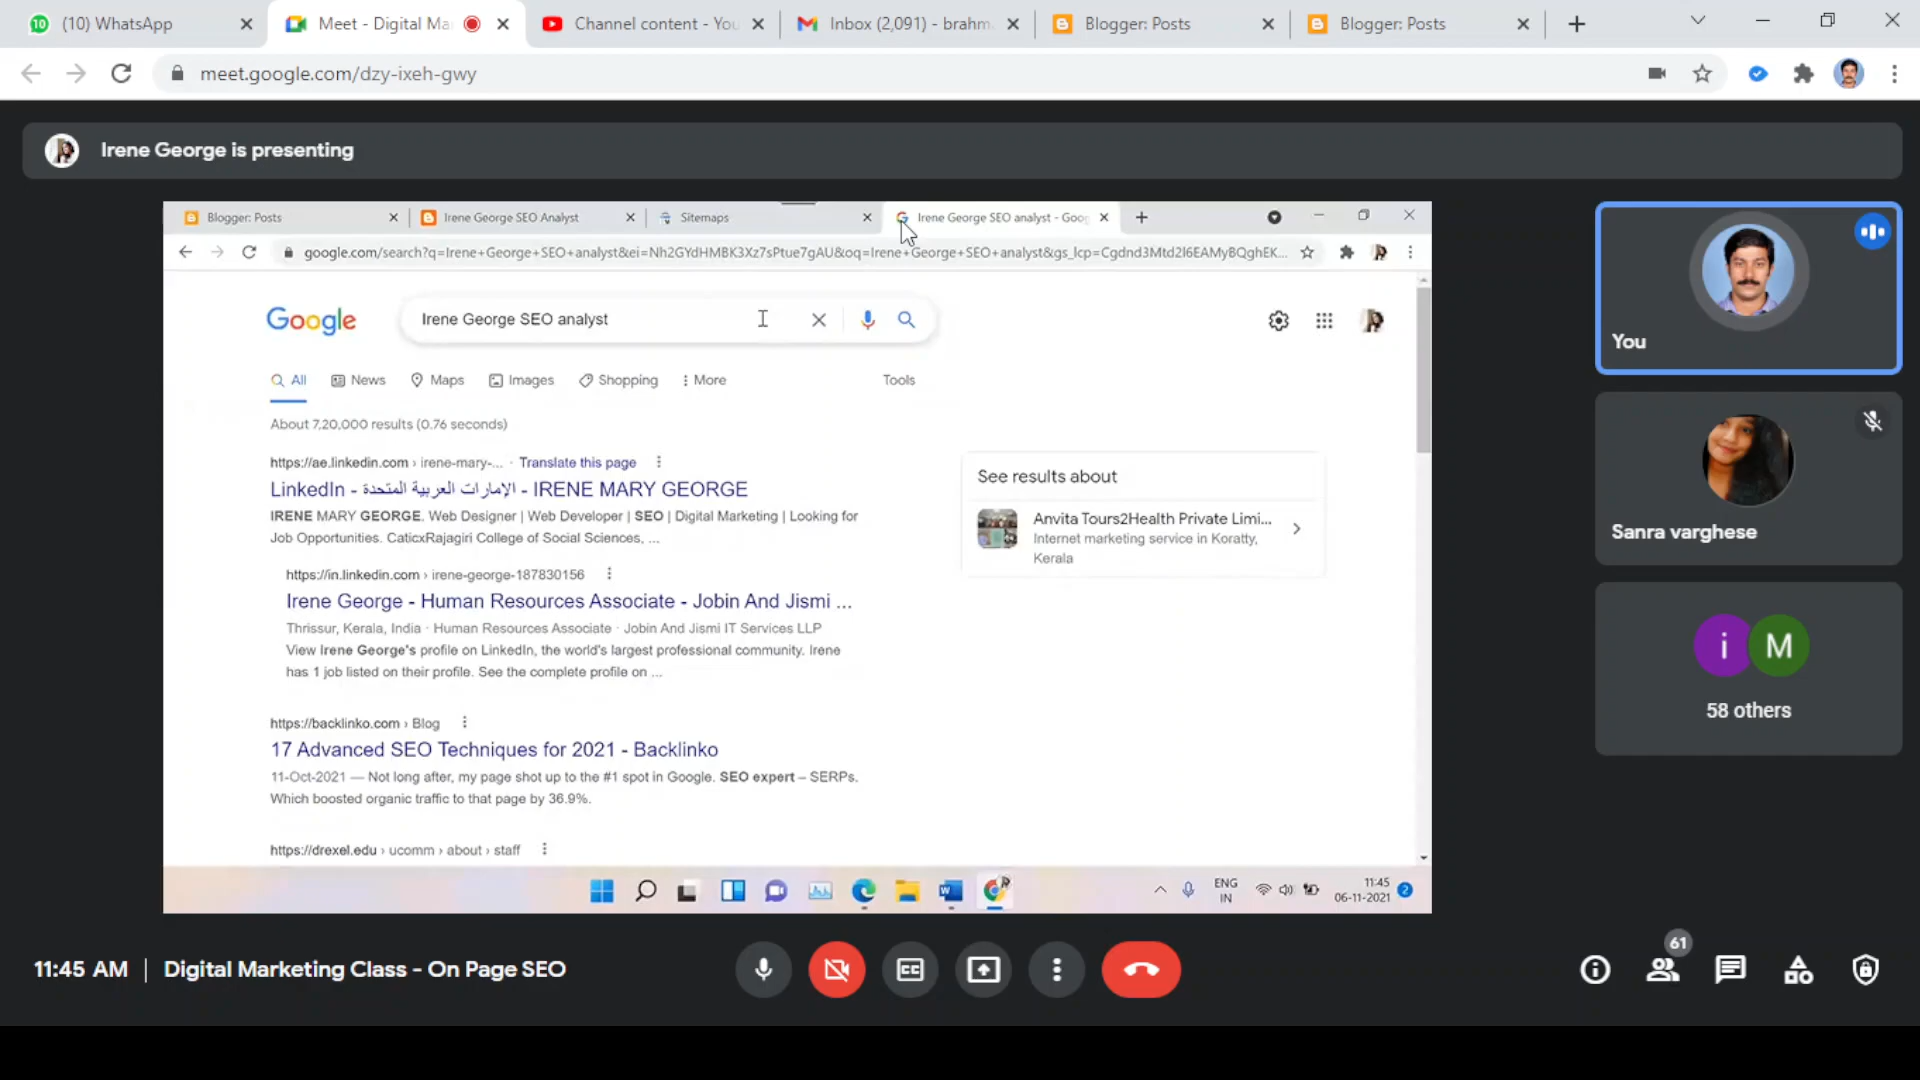 (10) WhatsApp
Meet - Digital Ma
Channel content - You
Inbox (2,091) - brahm
Blogger: Posts
Blogger: Posts
meet.google.com/dzy-ixeh-gwy
Irene George is presenting
Blogger: Posts
Irene George SEO Analyst
Sitemaps
Irene George SEO analyst - Goo
google.com/search?q=Irene+George+SEO+analyst&ei=Nh2GYdHMBK3Xz7sPtue7gAU&oq=Irene+George+SEO+analyst&gs_lcp=Cgdnd3Mtd2l6EAMyBQghEK...
Google
Irene George SEO analyst
All
News
Maps
Images
Shopping
More
Tools
About 7,20,000 results (0.76 seconds)
https://ae.linkedin.com › irene-mary-... · Translate this page
LinkedIn - الإمارات العربية المتحدة - IRENE MARY GEORGE
IRENE MARY GEORGE. Web Designer | Web Developer | SEO | Digital Marketing | Looking for
Job Opportunities. CaticxRajagiri College of Social Sciences, ...
https://in.linkedin.com › irene-george-187830156
Irene George - Human Resources Associate - Jobin And Jismi ...
Thrissur, Kerala, India · Human Resources Associate · Jobin And Jismi IT Services LLP
View Irene George's profile on LinkedIn, the world's largest professional community. Irene
has 1 job listed on their profile. See the complete profile on ...
https://backlinko.com › Blog
17 Advanced SEO Techniques for 2021 - Backlinko
11-Oct-2021 — Not long after, my page shot up to the #1 spot in Google. SEO expert – SERPs.
Which boosted organic traffic to that page by 36.9%.
https://drexel.edu › ucomm › about › staff
See results about
Anvita Tours2Health Private Limi...
Internet marketing service in Koratty,
Kerala
ENG
IN
11:45
06-11-2021
2
You
Sanra varghese
i
M
58 others
11:45 AM | Digital Marketing Class - On Page SEO
61